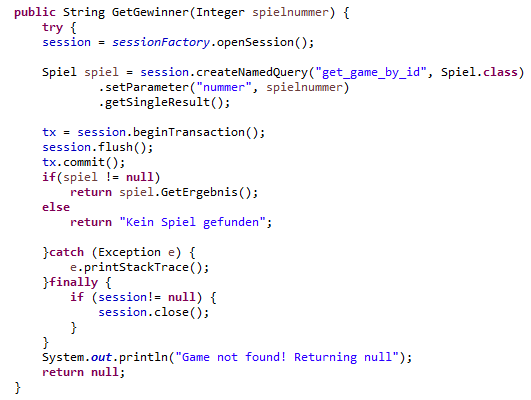 public String GetGewinner(Integer spielnummer) {
    try {
    session = sessionFactory.openSession();

    Spiel spiel = session.createNamedQuery("get_game_by_id", Spiel.class)
            .setParameter("nummer", spielnummer)
            .getSingleResult();

    tx = session.beginTransaction();
    session.flush();
    tx.commit();
    if(spiel != null)
        return spiel.GetErgebnis();
    else
        return "Kein Spiel gefunden";

    }catch (Exception e) {
        e.printStackTrace();
    }finally {
        if (session!= null) {
            session.close();
        }
    }
    System.out.println("Game not found! Returning null");
    return null;
}